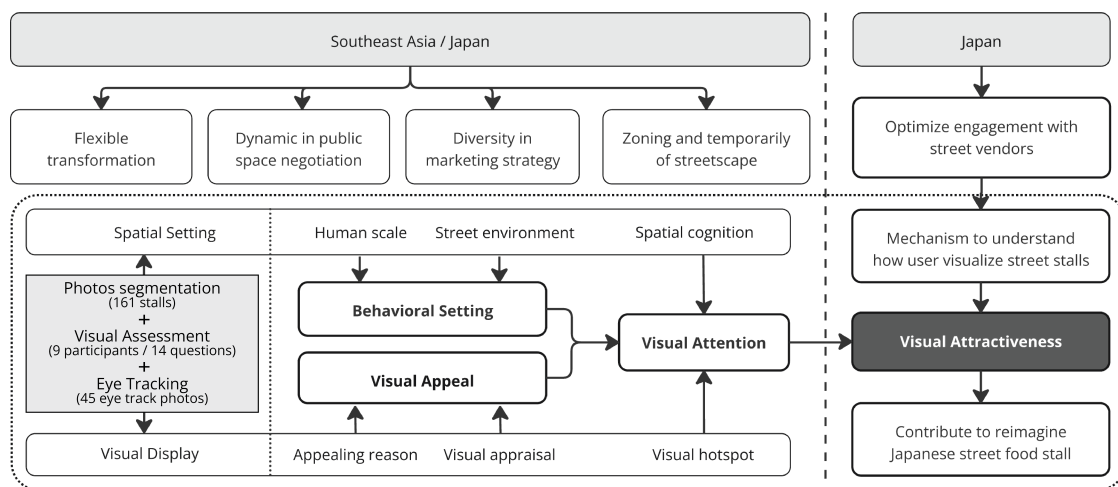 Southeast Asia / Japan
Flexible
transformation
Dynamic in public
space negotiation
Diversity in
marketing strategy
Zoning and temporarily
of streetscape
Japan
Optimize engagement with
street vendors
Mechanism to understand
how user visualize street stalls
Visual Attractiveness
Contribute to reimagine
Japanese street food stall
Spatial Setting
Human scale
Street environment
Spatial cognition
Photos segmentation
(161 stalls)
+
Visual Assessment
(9 participants / 14 questions)
+
Eye Tracking
(45 eye track photos)
Behavioral Setting
Visual Appeal
Visual Attention
Visual Display
Appealing reason
Visual appraisal
Visual hotspot